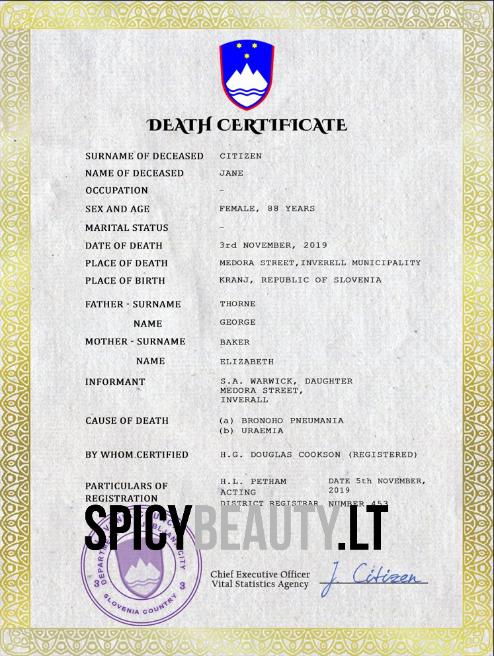 DEATH CERTIFICATE
SURNAME OF DECEASED CITIZEN
NAME OF DECEASED JANE
OCCUPATION –
SEX AND AGE FEMALE, 88 YEARS
MARITAL STATUS –
DATE OF DEATH 3rd NOVEMBER, 2019
PLACE OF DEATH MEDORA STREET,INVERELL MUNICIPALITY
PLACE OF BIRTH KRANJ, REPUBLIC OF SLOVENIA
FATHER - SURNAME THORNE
NAME GEORGE
MOTHER - SURNAME BAKER
NAME ELIZABETH
INFORMANT S.A. WARWICK, DAUGHTER
MEDORA STREET,
INVERALL
CAUSE OF DEATH (a) BRONOHO PNEUMANIA
(b) URAEMIA
BY WHOM CERTIFIED H.G. DOUGLAS COOKSON (REGISTERED)
PARTICULARS OF H.L. PETHAM DATE 5th NOVEMBER,
REGISTRATION ACTING 2019
DISTRICT REGISTRAR NUMBER 453
SPICYBEAUTY.LT
3 3
SLOVENIA COUNTRY
Chief Executive Officer
Vital Statistics Agency
J. Citizen